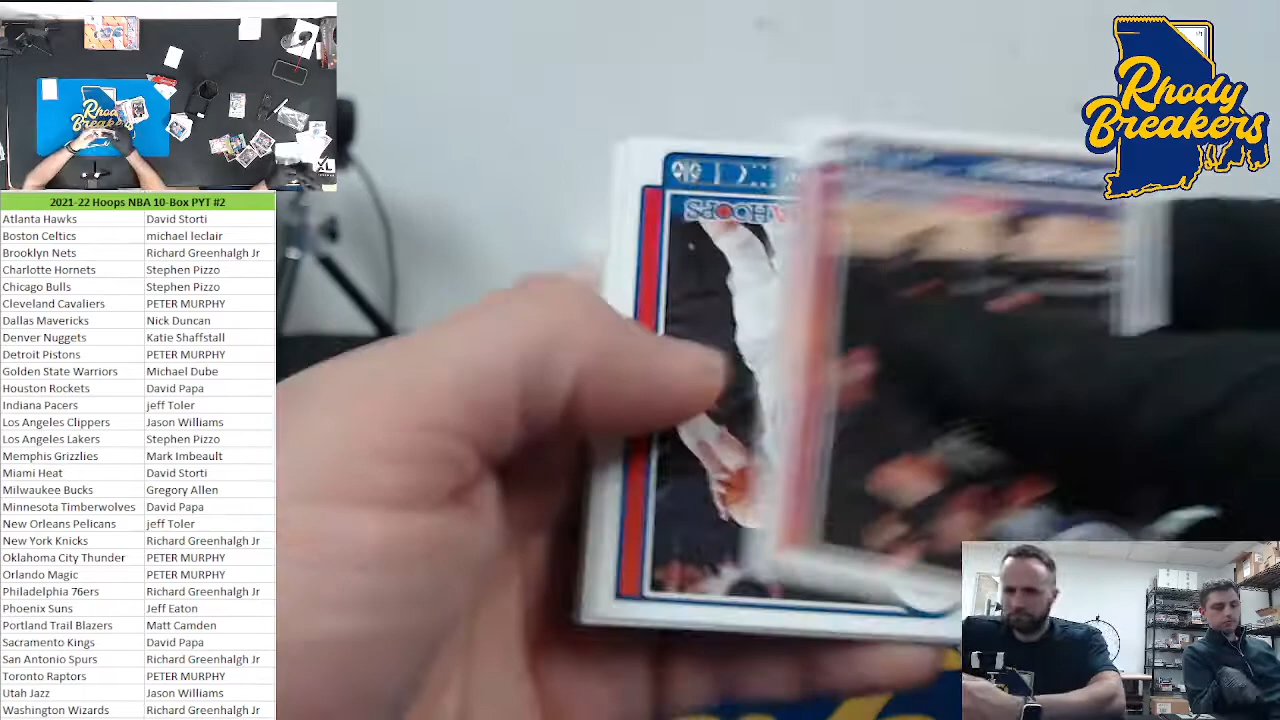 2021-22 Hoops NBA 10-Box PYT #2
Atlanta Hawks David Storti
Boston Celtics michael leclair
Brooklyn Nets Richard Greenhalgh Jr
Charlotte Hornets Stephen Pizzo
Chicago Bulls Stephen Pizzo
Cleveland Cavaliers PETER MURPHY
Dallas Mavericks Nick Duncan
Denver Nuggets Katie Shaffstall
Detroit Pistons PETER MURPHY
Golden State Warriors Michael Dube
Houston Rockets David Papa
Indiana Pacers jeff Toler
Los Angeles Clippers Jason Williams
Los Angeles Lakers Stephen Pizzo
Memphis Grizzlies Mark Imbeault
Miami Heat David Storti
Milwaukee Bucks Gregory Allen
Minnesota Timberwolves David Papa
New Orleans Pelicans jeff Toler
New York Knicks Richard Greenhalgh Jr
Oklahoma City Thunder PETER MURPHY
Orlando Magic PETER MURPHY
Philadelphia 76ers Richard Greenhalgh Jr
Phoenix Suns Jeff Eaton
Portland Trail Blazers Matt Camden
Sacramento Kings David Papa
San Antonio Spurs Richard Greenhalgh Jr
Toronto Raptors PETER MURPHY
Utah Jazz Jason Williams
Washington Wizards Richard Greenhalgh Jr
HOOPS
Rhody
Breakers